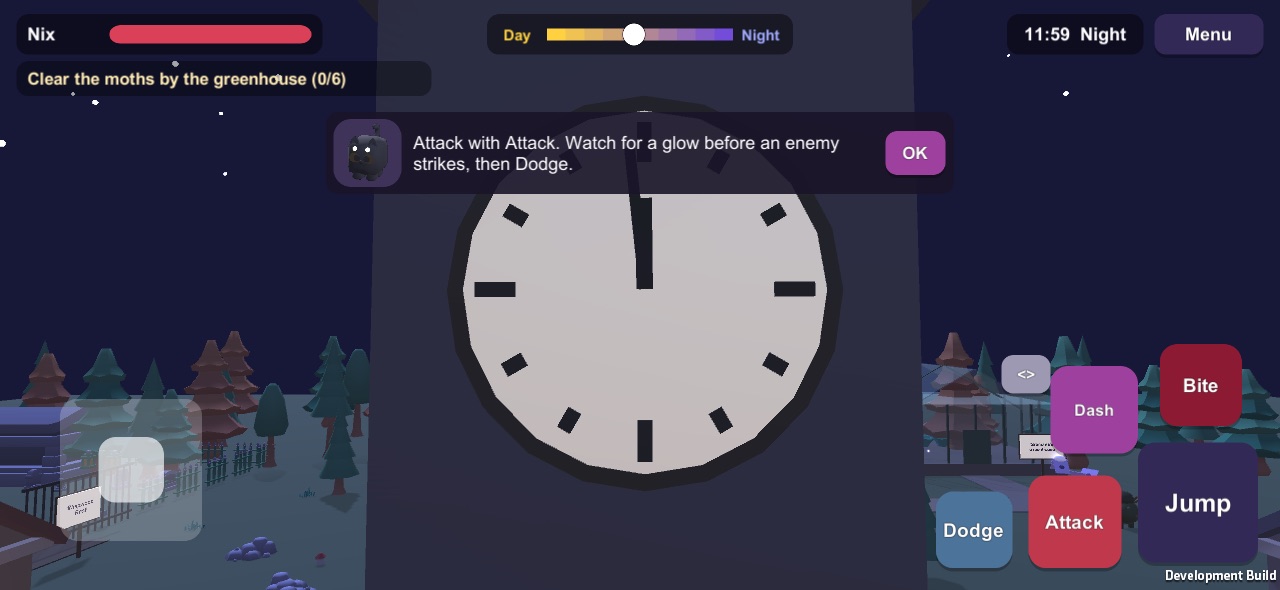 Nix
Day
Night
11:59 Night
Menu
Clear the moths by the greenhouse (0/6)
Attack with Attack. Watch for a glow before an enemy
strikes, then Dodge.
OK
<>
Dash
Bite
Dodge
Attack
Jump
Development Build